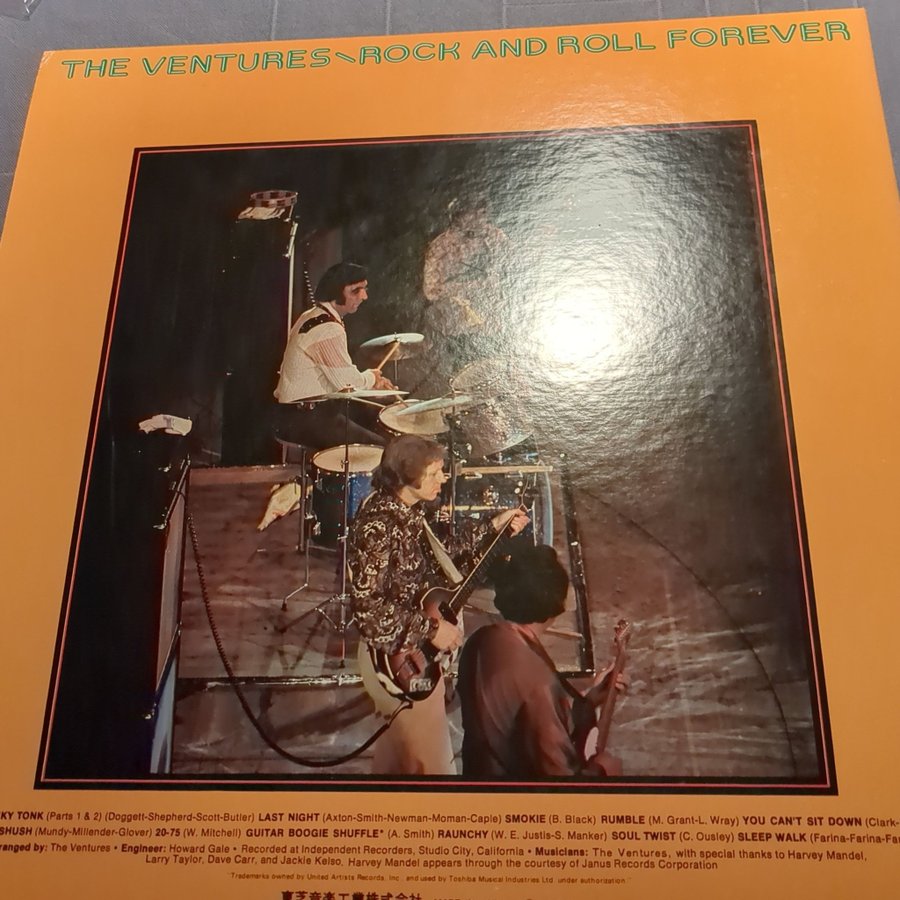 THE VENTURES\ROCK AND ROLL FOREVER
KY TONK (Parts 1 & 2) (Doggett-Shepherd-Scott-Butler) LAST NIGHT (Axton-Smith-Newman-Moman-Caple) SMOKIE (B. Black) RUMBLE (M. Grant-L. Wray) YOU CAN'T SIT DOWN (Clark-
SHUSH (Mundy-Millender-Glover) 20-75 (W. Mitchell) GUITAR BOOGIE SHUFFLE* (A. Smith) RAUNCHY (W. E. Justis-S. Manker) SOUL TWIST (C. Ousley) SLEEP WALK (Farina-Farina-Far
ranged by: The Ventures • Engineer: Howard Gale • Recorded at Independent Recorders, Studio City, California • Musicians: The Ventures, with special thanks to Harvey Mandel,
Larry Taylor, Dave Carr, and Jackie Kelso, Harvey Mandel appears through the courtesy of Janus Records Corporation
"Trademarks owned by United Artists Records, Inc. and used by Toshiba Musical Industries Ltd. under authorization."
東芝音楽工業株式会社